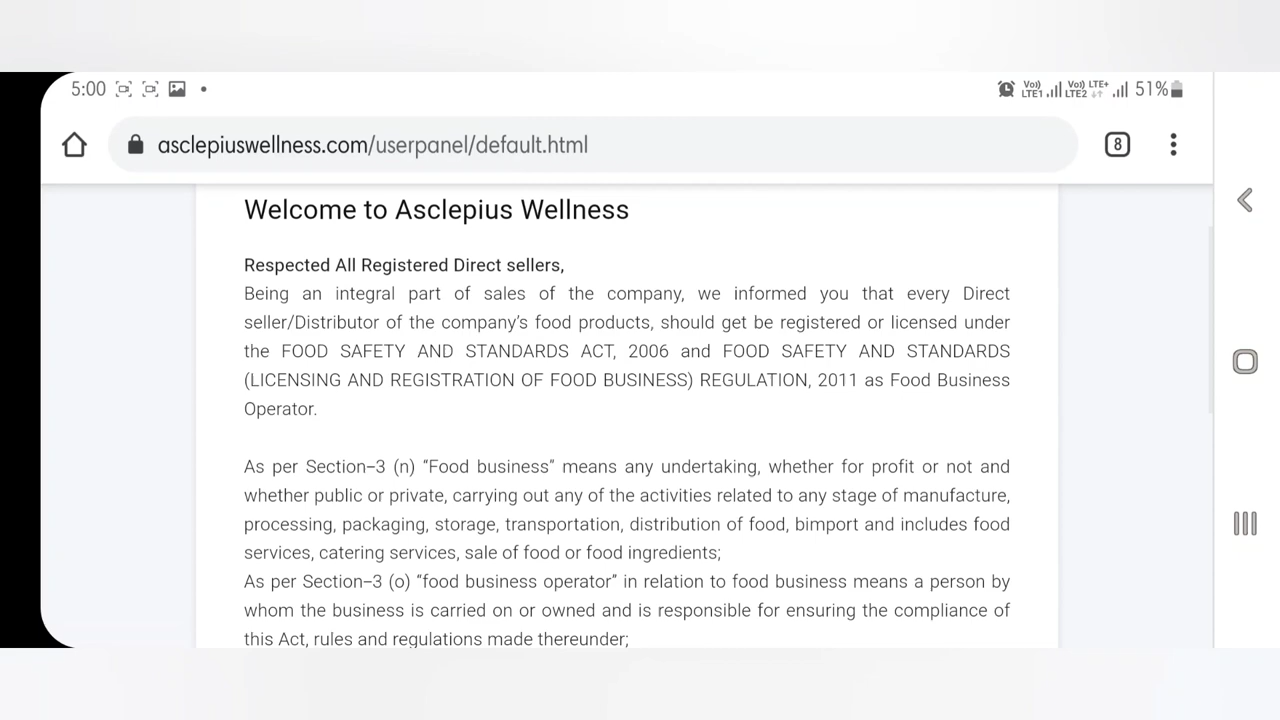 5:00
Vo)) LTE1 Vo)) LTE2 LTE+ 51%
asclepiuswellness.com/userpanel/default.html
8
Welcome to Asclepius Wellness
Respected All Registered Direct sellers,
Being an integral part of sales of the company, we informed you that every Direct
seller/Distributor of the company's food products, should get be registered or licensed under
the FOOD SAFETY AND STANDARDS ACT, 2006 and FOOD SAFETY AND STANDARDS
(LICENSING AND REGISTRATION OF FOOD BUSINESS) REGULATION, 2011 as Food Business
Operator.
As per Section–3 (n) “Food business” means any undertaking, whether for profit or not and
whether public or private, carrying out any of the activities related to any stage of manufacture,
processing, packaging, storage, transportation, distribution of food, bimport and includes food
services, catering services, sale of food or food ingredients;
As per Section–3 (o) “food business operator” in relation to food business means a person by
whom the business is carried on or owned and is responsible for ensuring the compliance of
this Act, rules and regulations made thereunder;